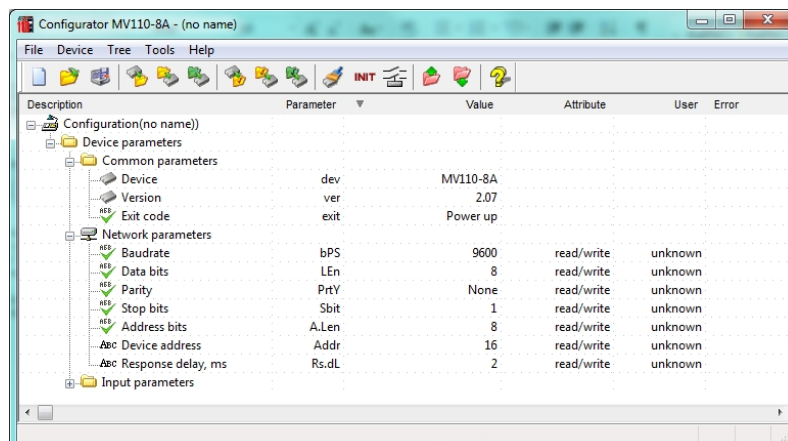 Configurator MV110-8A - (no name)
File Device Tree Tools Help
INIT
Description Parameter Value Attribute User Error
Configuration(no name))
Device parameters
Common parameters
Device dev MV110-8A
Version ver 2.07
Exit code exit Power up
Network parameters
Baudrate bPS 9600 read/write unknown
Data bits LEn 8 read/write unknown
Parity PrtY None read/write unknown
Stop bits Sbit 1 read/write unknown
Address bits A.Len 8 read/write unknown
ABC Device address Addr 16 read/write unknown
ABC Response delay, ms Rs.dL 2 read/write unknown
Input parameters